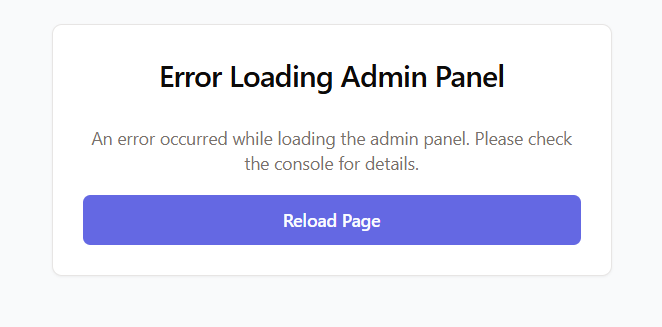 Error Loading Admin Panel
An error occurred while loading the admin panel. Please check
the console for details.
Reload Page